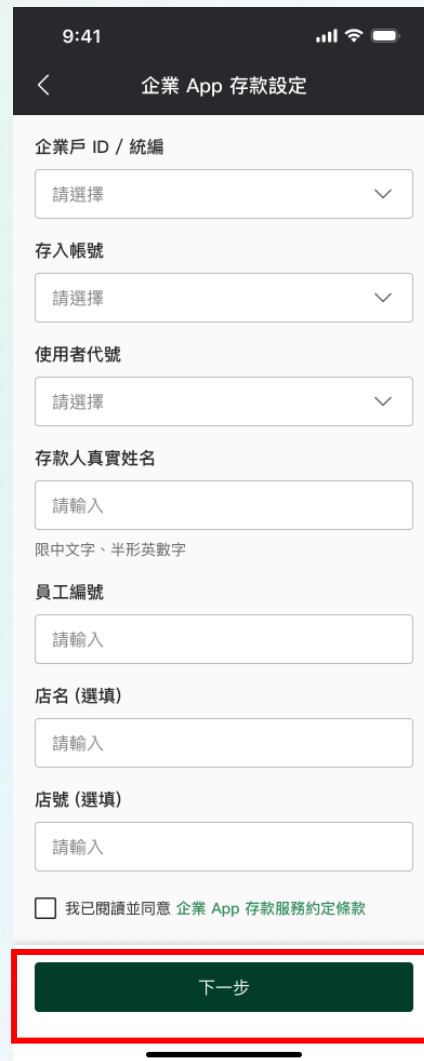 9:41
企業 App 存款設定
企業戶 ID / 統編
請選擇
存入帳號
請選擇
使用者代號
請選擇
存款人真實姓名
請輸入
限中文字、半形英數字
員工編號
請輸入
店名 (選填)
請輸入
店號 (選填)
請輸入
我已閱讀並同意 企業 App 存款服務約定條款
下一步